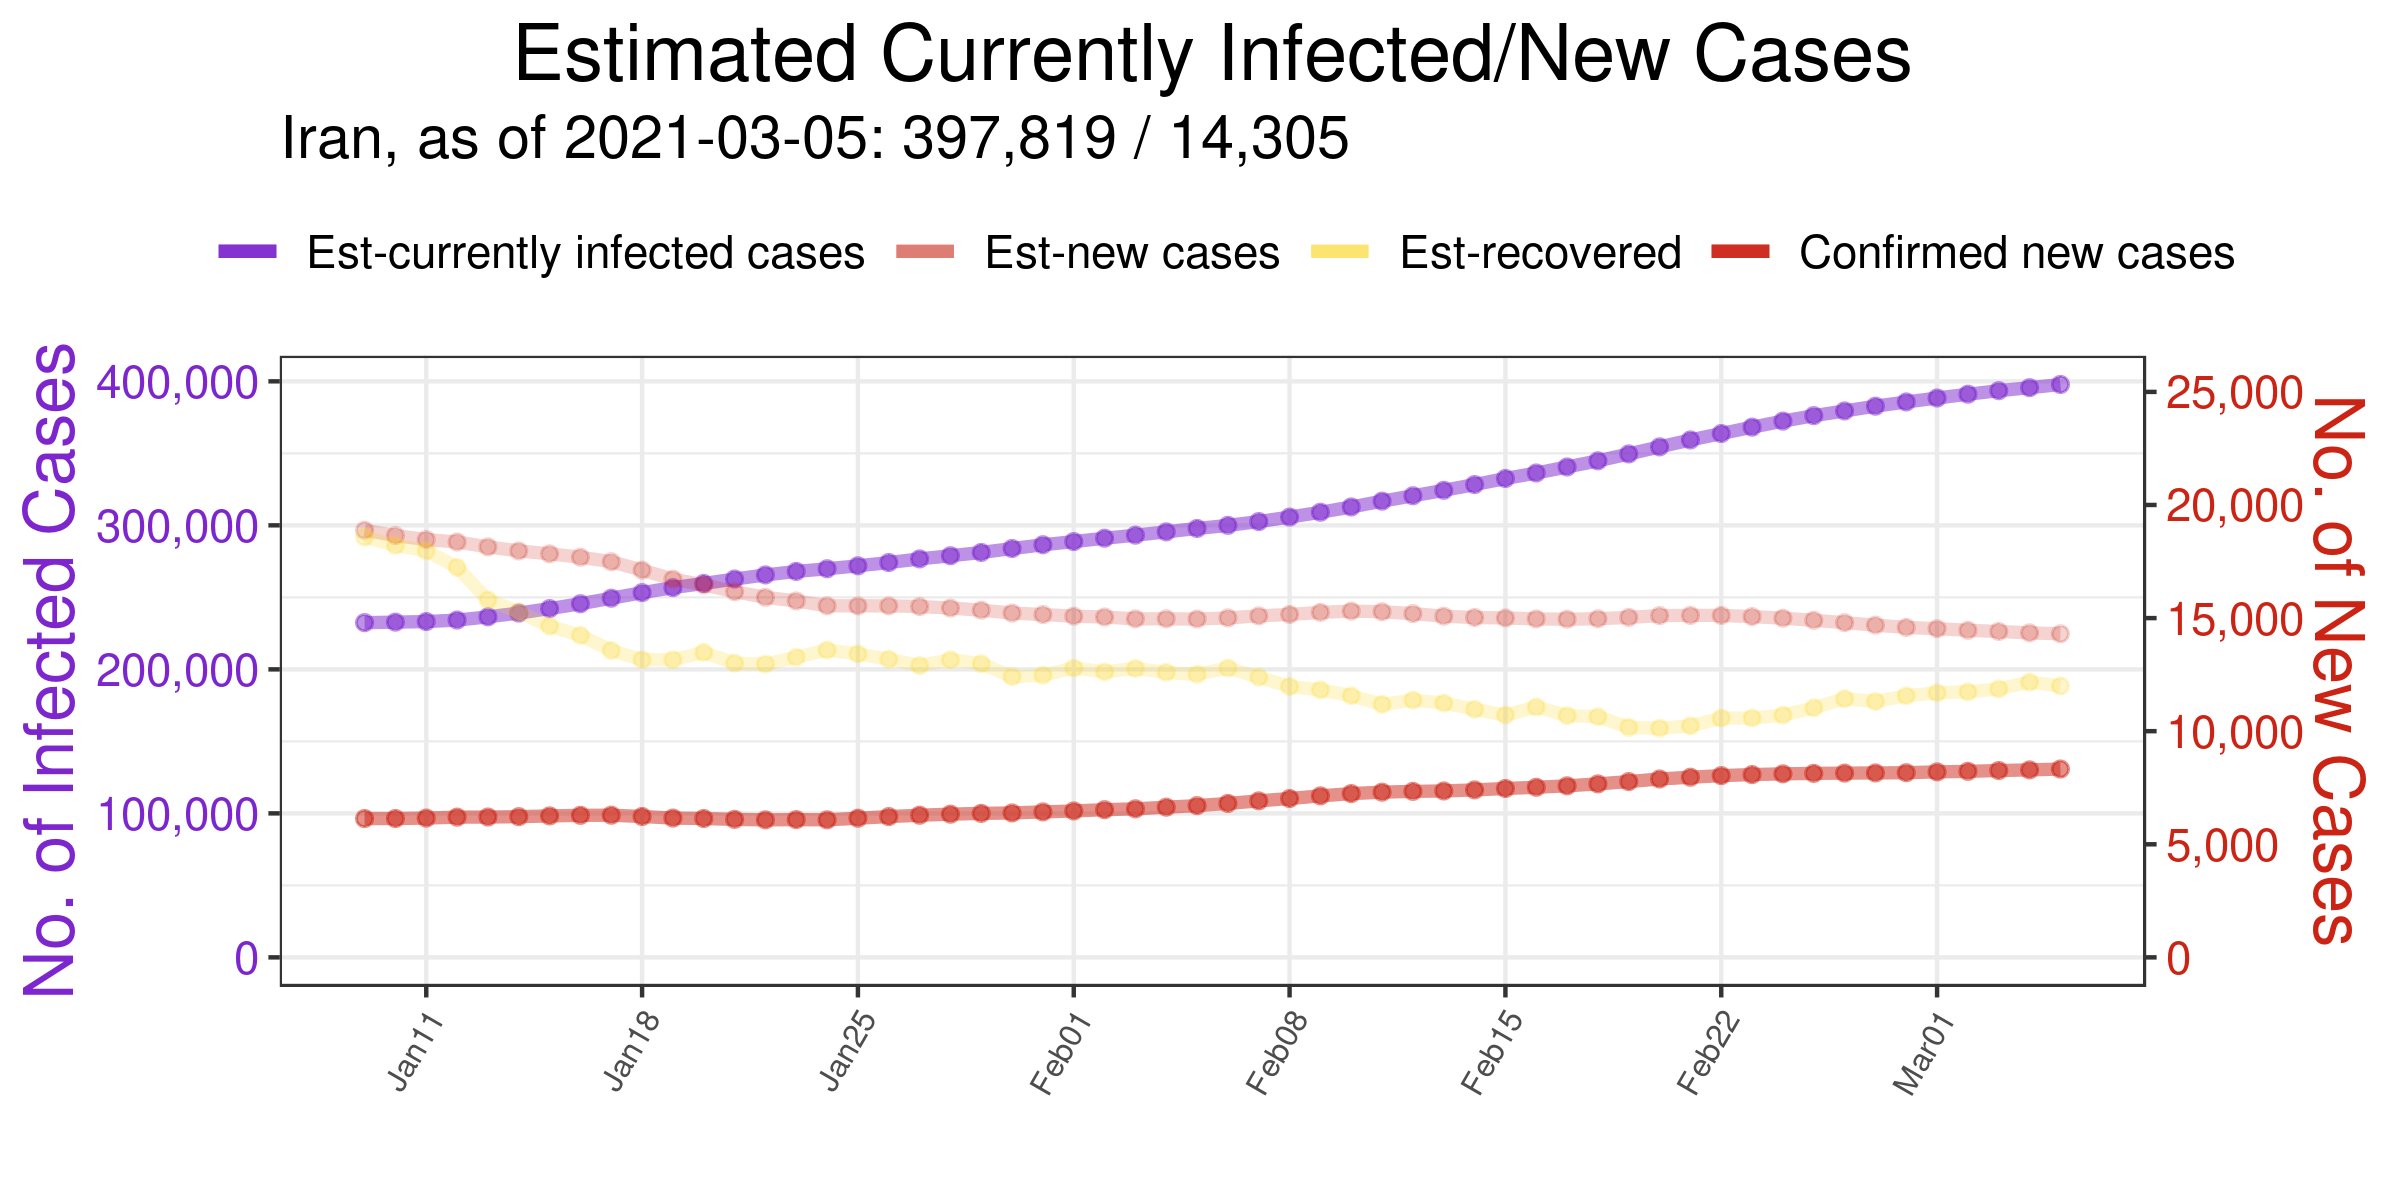 Estimated Currently Infected/New Cases
Iran, as of 2021-03-05: 397,819 / 14,305
Est-currently infected cases Est-new cases Est-recovered Confirmed new cases
No. of Infected Cases
400,000
300,000
200,000
100,000
0
25,000
20,000
15,000
10,000
5,000
0
No. of New Cases
Jan11 Jan18 Jan25 Feb01 Feb08 Feb15 Feb22 Mar01